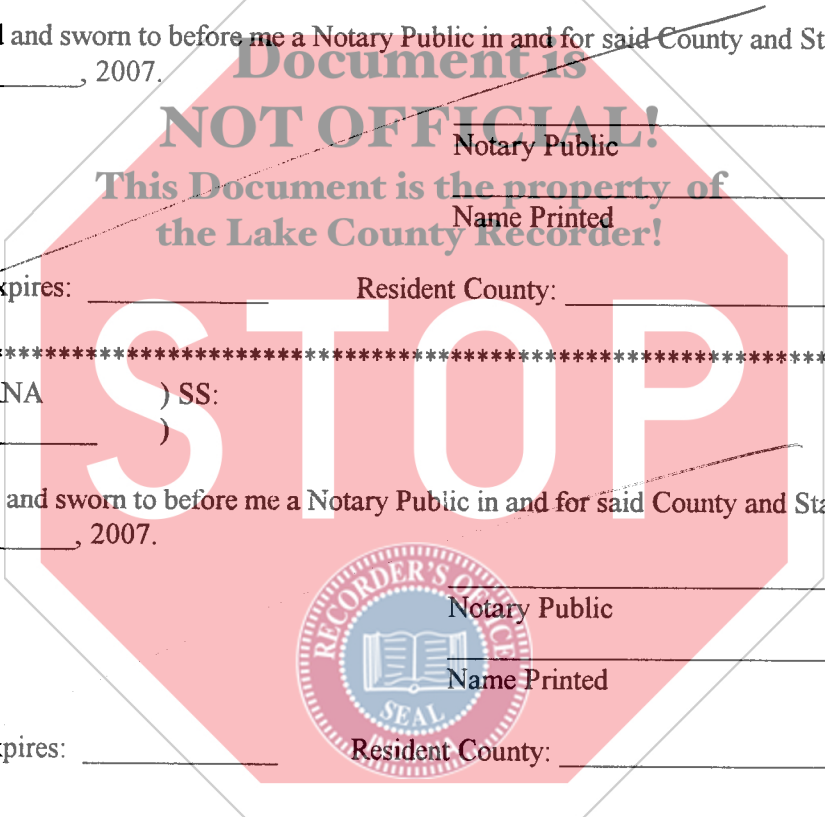 and sworn to before me a Notary Public in and for said County and St
, 2007.
Document is
NOT OFFICIAL!
Notary Public
This Document is the property of
Name Printed
the Lake County Recorder!
xpires: Resident County:
STOP
**************************************************************
NA ) SS:
)
and sworn to before me a Notary Public in and for said County and Sta
, 2007.
RECORDER'S OFFICE
Notary Public
Name Printed
SEAL
xpires: Resident County: